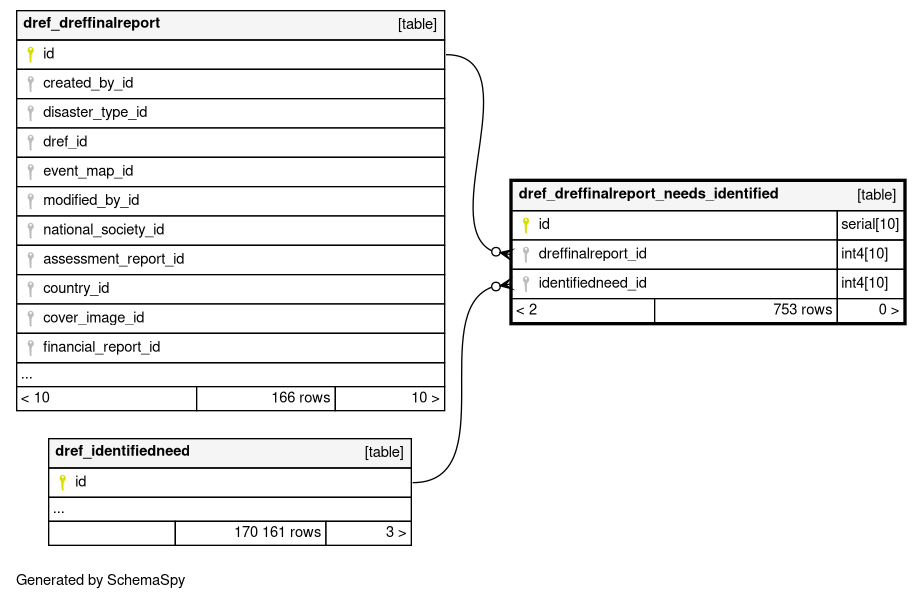 dref_dreffinalreport [table]
id
created_by_id
disaster_type_id
dref_id
event_map_id
modified_by_id
national_society_id
assessment_report_id
country_id
cover_image_id
financial_report_id
...
< 10 166 rows 10 >
dref_dreffinalreport_needs_identified [table]
id serial[10]
dreffinalreport_id int4[10]
identifiedneed_id int4[10]
< 2 753 rows 0 >
dref_identifiedneed [table]
id
...
170 161 rows 3 >
Generated by SchemaSpy